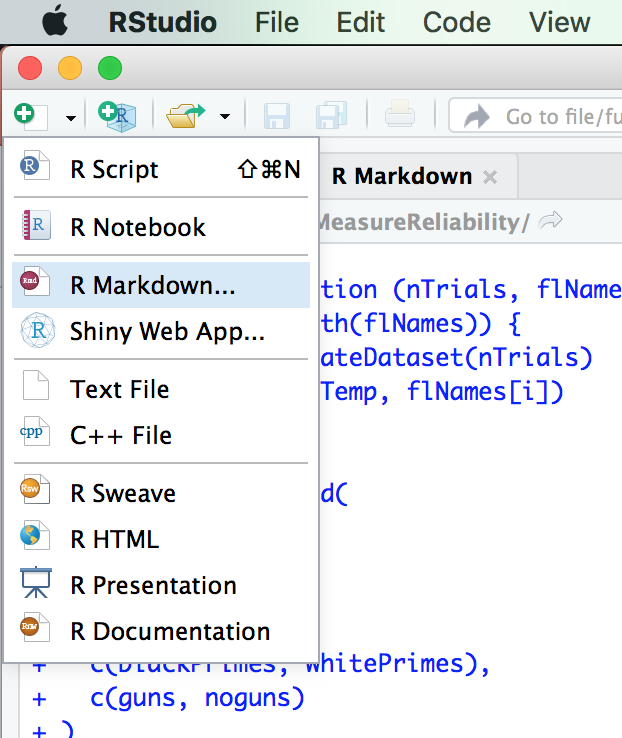 RStudio File Edit Code View
Go to file/fu
R Script ⇧⌘N
R Markdown ×
R Notebook
MeasureReliability/
R Markdown...
tion (nTrials, flName
Shiny Web App...
th(flNames)) {
ateDataset(nTrials)
Text File
Temp, flNames[i])
cpp C++ File
R Sweave
d(
R HTML
R Presentation
R Documentation
+ c(BlackPrimes, WhitePrimes),
+ c(guns, noguns)
+ )